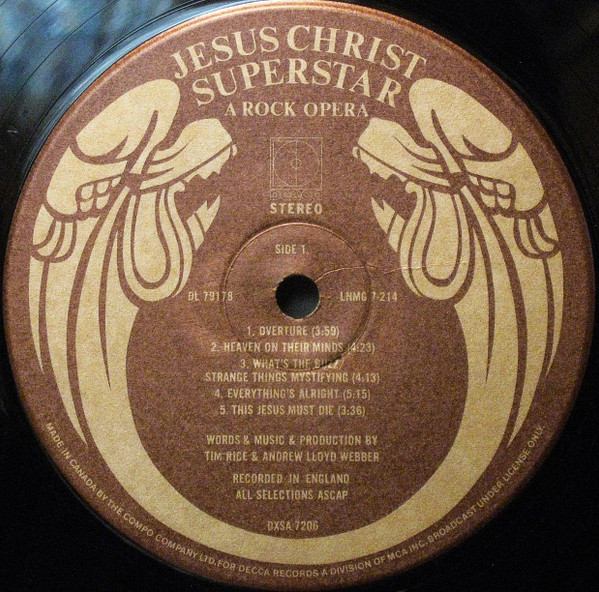 JESUS CHRIST
SUPERSTAR
A ROCK OPERA
DECCA
STEREO
SIDE 1.
DL 79178
LNMG 7-214
1. OVERTURE (3:59)
2. HEAVEN ON THEIR MINDS (4:23)
3. WHAT'S THE BUZZ/
STRANGE THINGS MYSTIFYING (4:13)
4. EVERYTHING'S ALRIGHT (5:15)
5. THIS JESUS MUST DIE (3:36)
WORDS & MUSIC & PRODUCTION BY
TIM RICE & ANDREW LLOYD WEBBER
RECORDED IN ENGLAND
ALL SELECTIONS ASCAP
DXSA 7206
MADE IN CANADA BY THE COMPO COMPANY LTD. FOR DECCA RECORDS A DIVISION OF MCA INC. BROADCAST UNDER LICENSE ONLY.